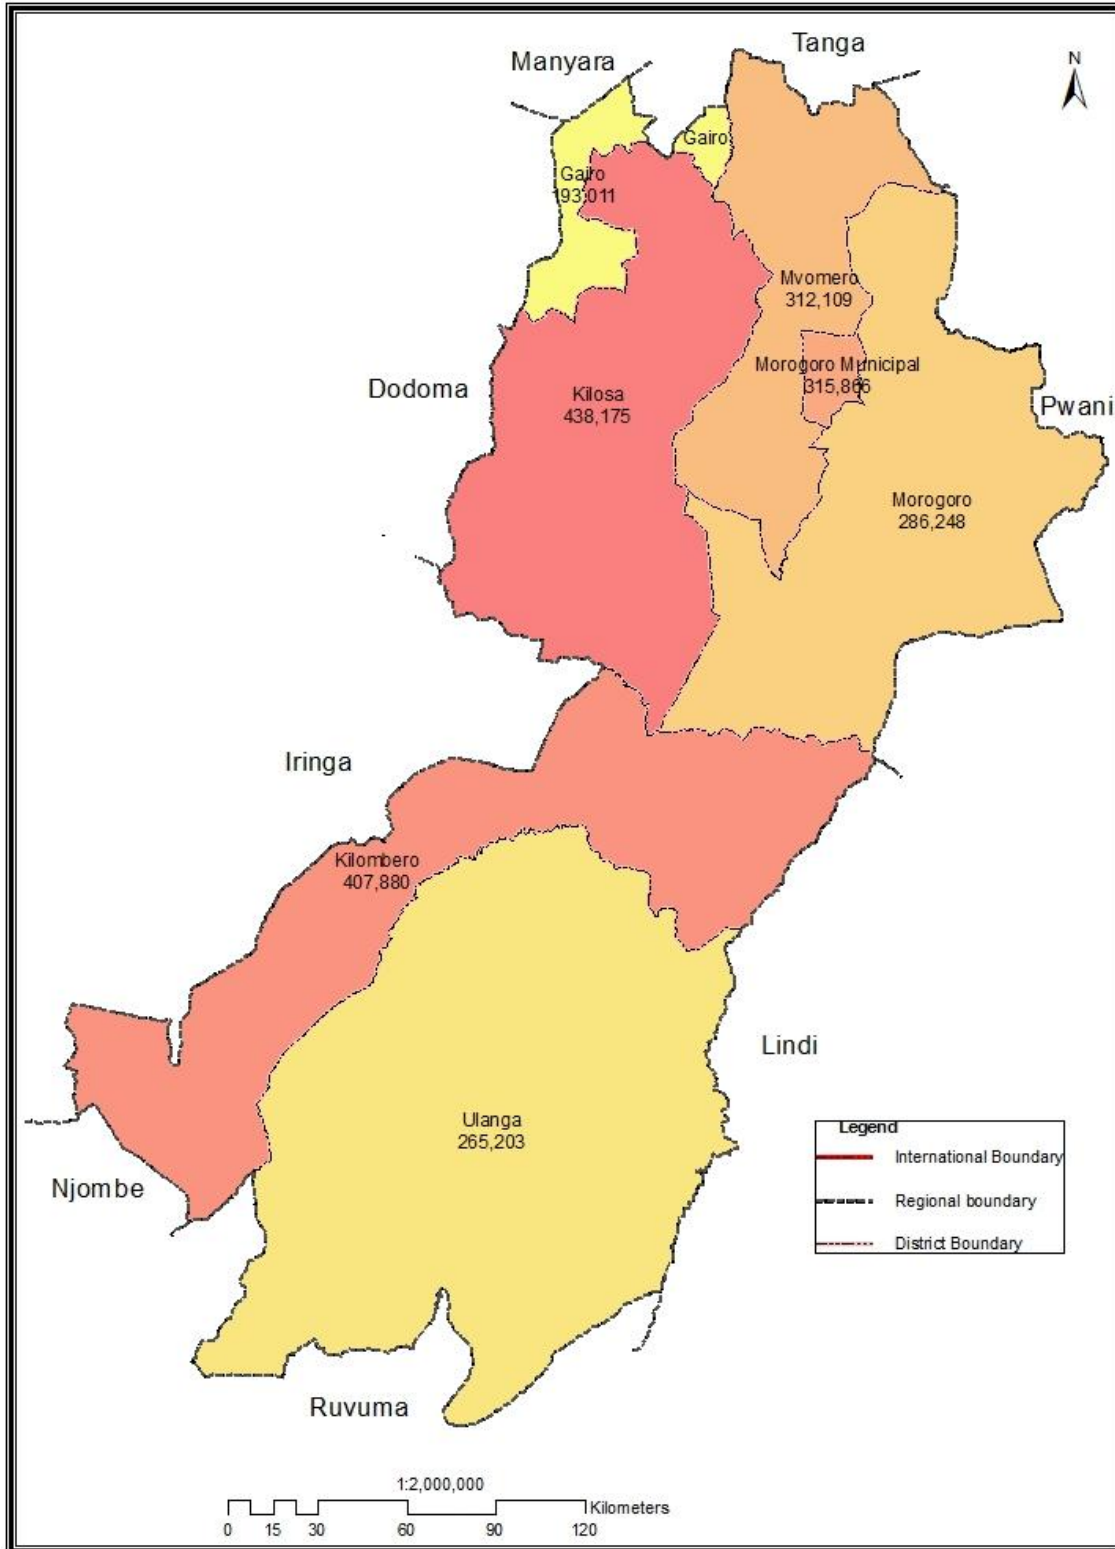 Tanga
Manyara
N
Gairo
Gairo
193,011
Mvomero
312,109
Morogoro Municipal
315,866
Dodoma
Kilosa
438,175
Pwani
Morogoro
286,248
Iringa
Kilombero
407,880
Lindi
Ulanga
265,203
Legend
International Boundary
Regional boundary
District Boundary
Njombe
Ruvuma
1:2,000,000
Kilometers
0 15 30 60 90 120